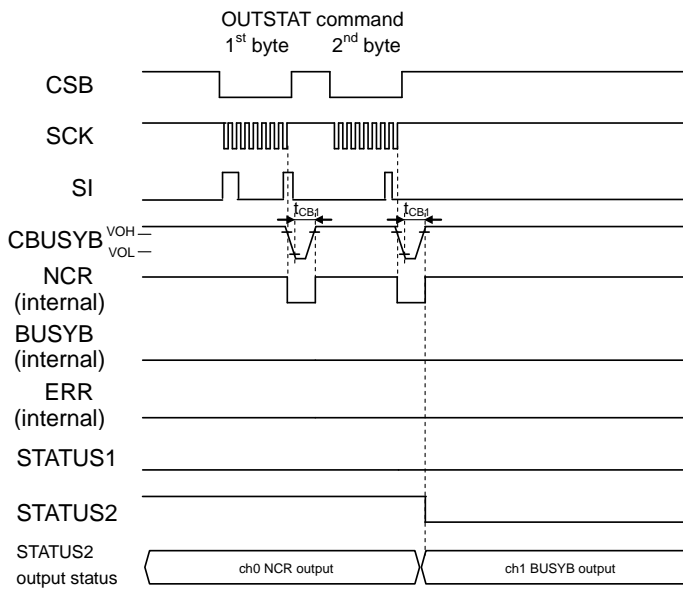 OUTSTAT command
1st byte 2nd byte
CSB
SCK
SI
tCB1 tCB1
CBUSYB VOH
VOL
NCR
(internal)
BUSYB
(internal)
ERR
(internal)
STATUS1
STATUS2
STATUS2
output status
ch0 NCR output ch1 BUSYB output